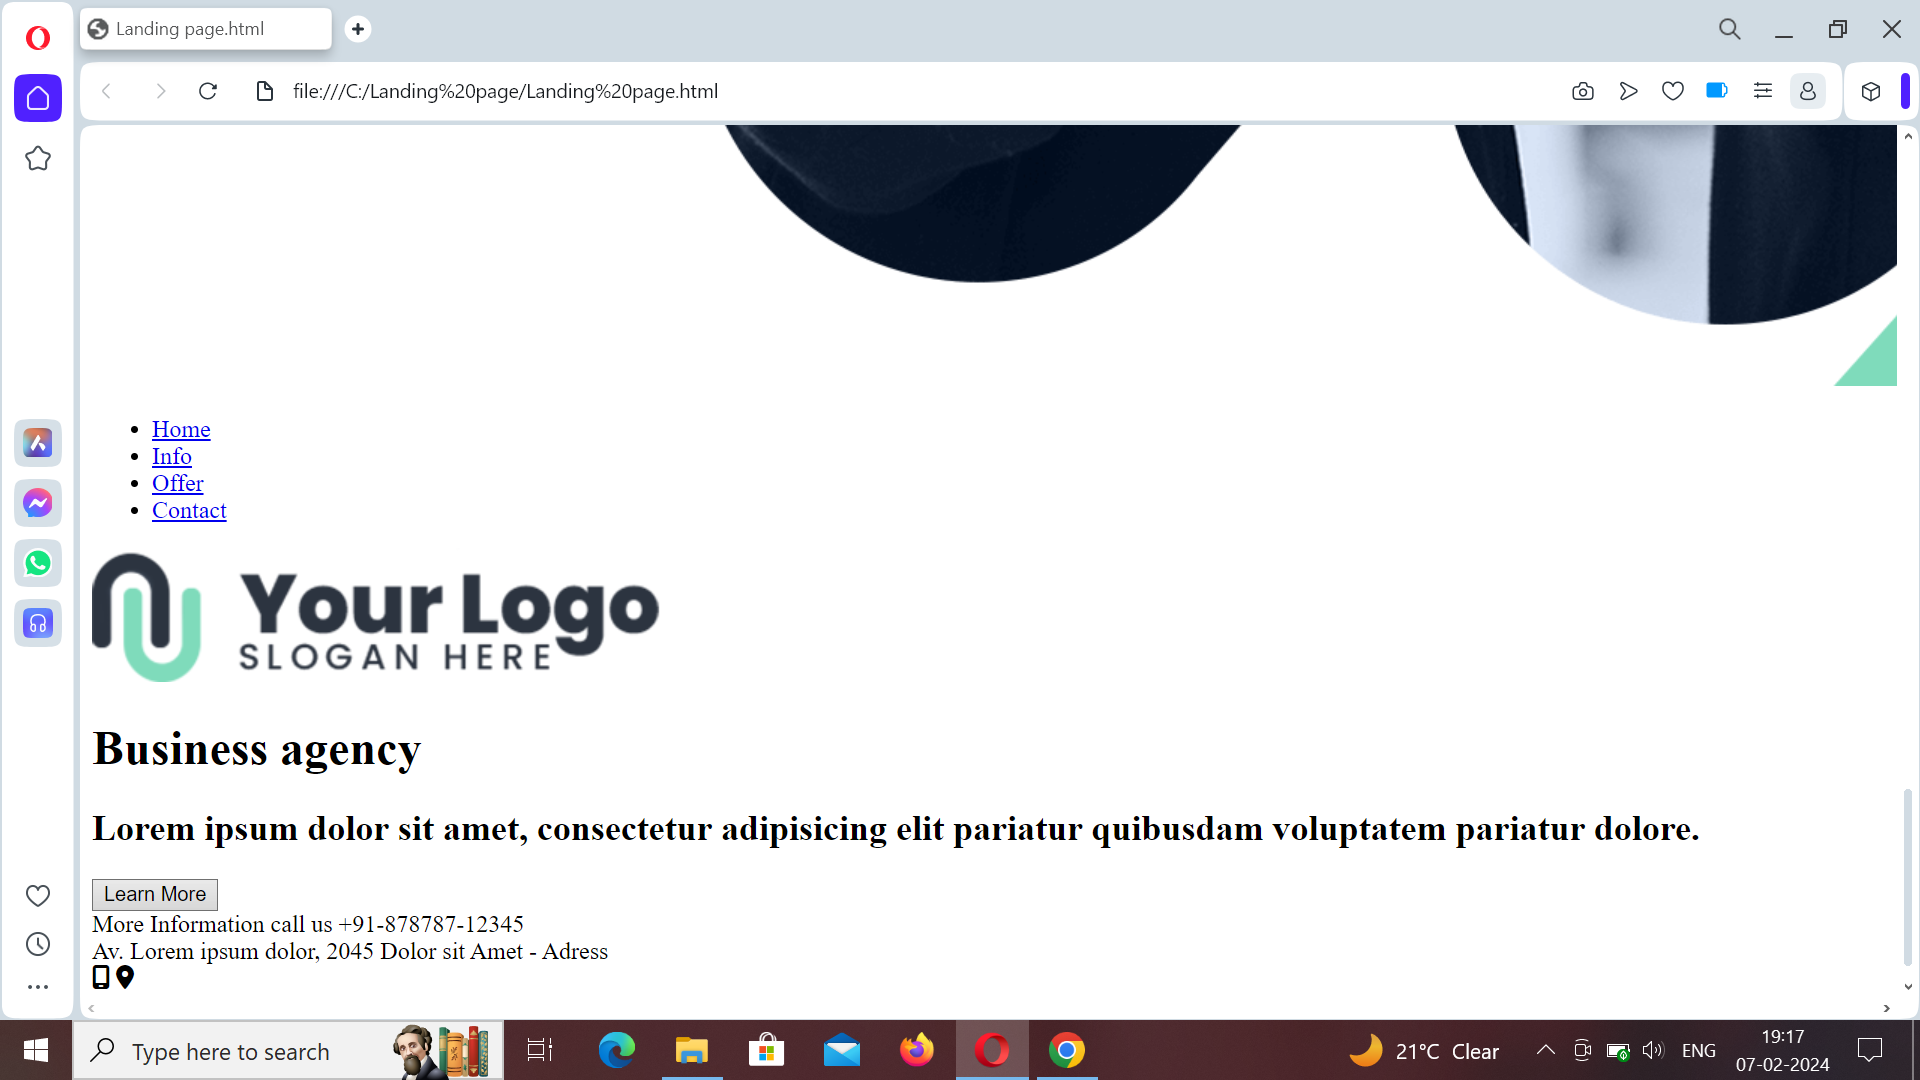 Landing page.html
file:///C:/Landing%20page/Landing%20page.html
Home
Info
Offer
Contact
Your Logo
SLOGAN HERE
Business agency
Lorem ipsum dolor sit amet, consectetur adipisicing elit pariatur quibusdam voluptatem pariatur dolore.
Learn More
More Information call us +91-878787-12345
Av. Lorem ipsum dolor, 2045 Dolor sit Amet - Adress
Type here to search
21°C Clear
ENG
19:17
07-02-2024